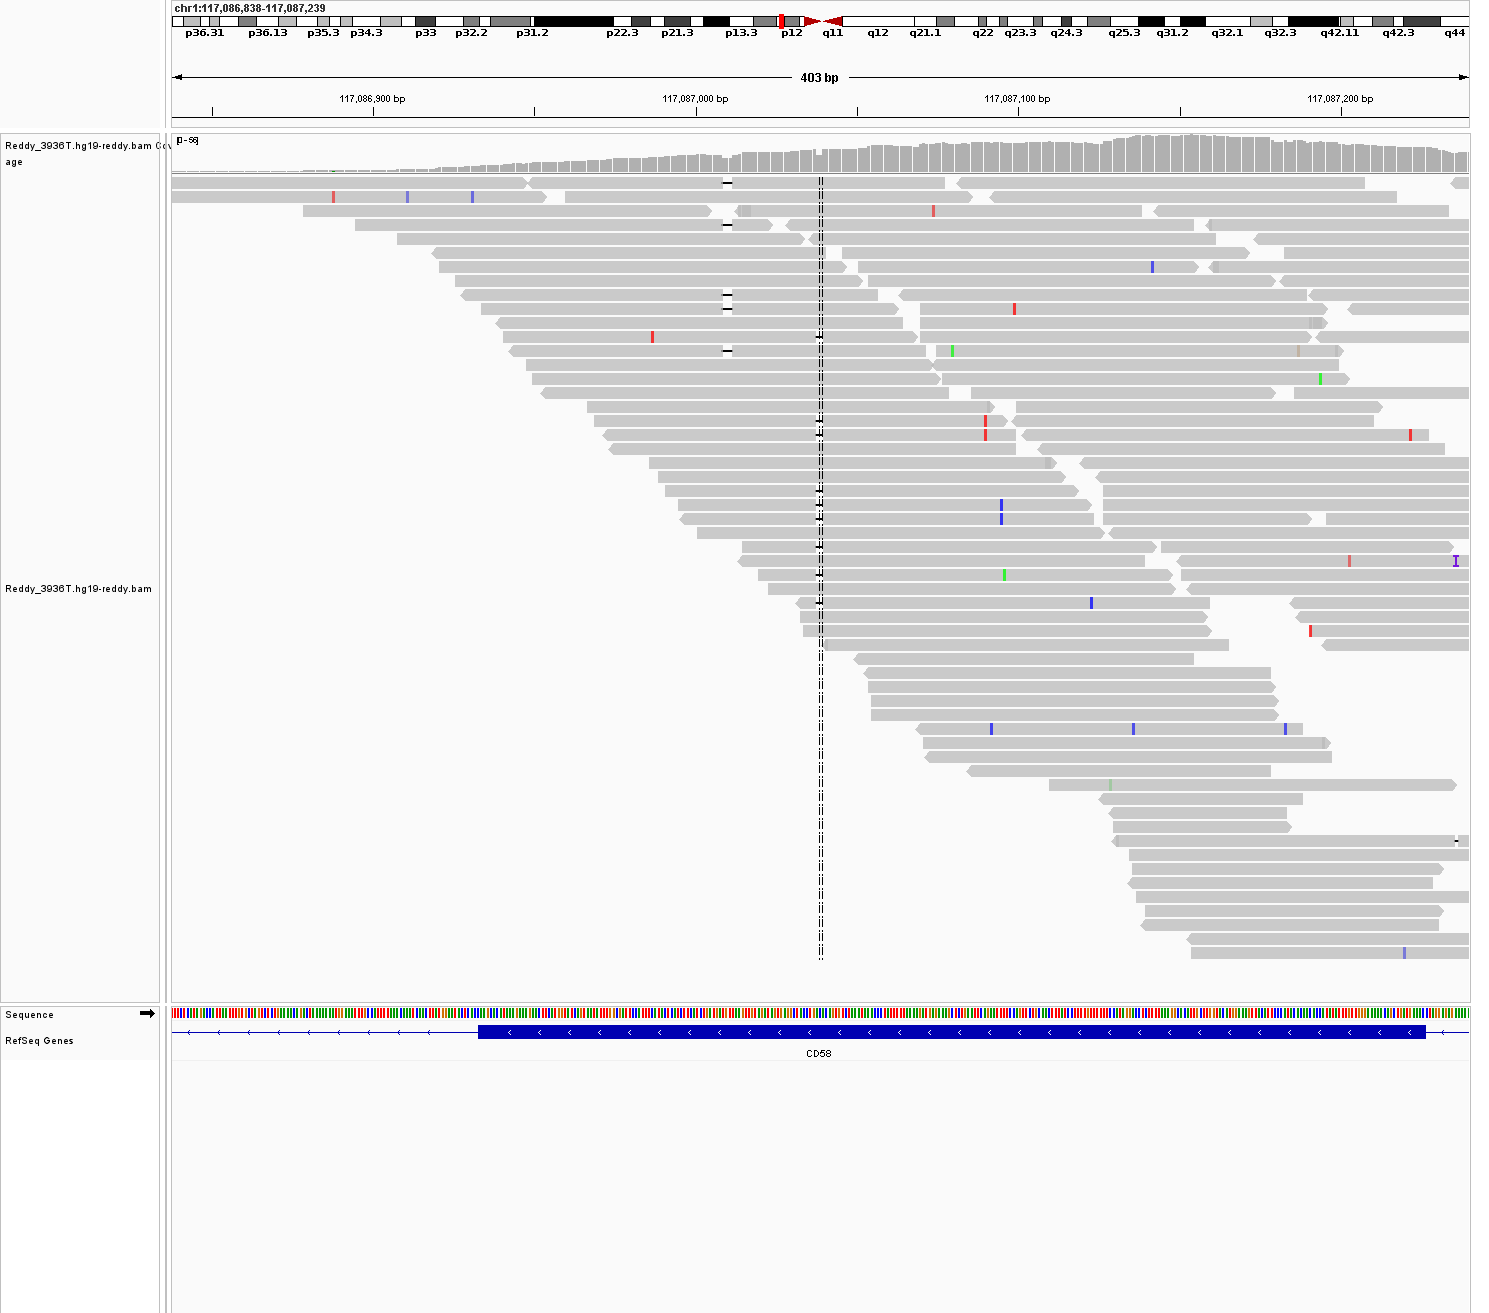 chr1:117,086,838-117,087,239
p36.31 p36.13 p35.3 p34.3 p33 p32.2 p31.2 p22.3 p21.3 p13.3 p12 q11 q12 q21.1 q22 q23.3 q24.3 q25.3 q31.2 q32.1 q32.3 q42.11 q42.3 q44
403 bp
117,086,900 bp 117,087,000 bp 117,087,100 bp 117,087,200 bp
Reddy_3936T.hg19-reddy.bam Cov
age
[0-56]
Reddy_3936T.hg19-reddy.bam
I
Sequence
RefSeq Genes
CD58